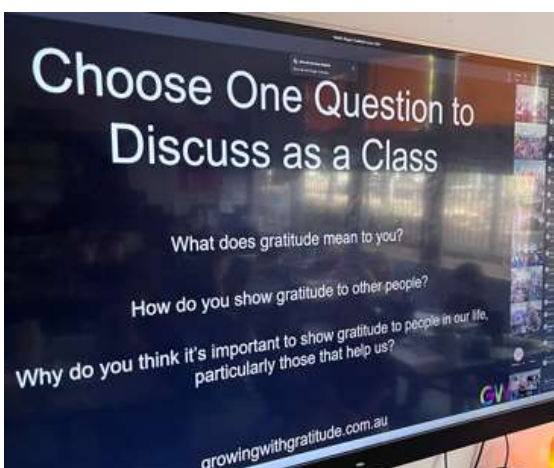 Choose One Question to
Discuss as a Class
What does gratitude mean to you?
How do you show gratitude to other people?
Why do you think it's important to show gratitude to people in our life,
particularly those that help us?
growingwithgratitude.com.au